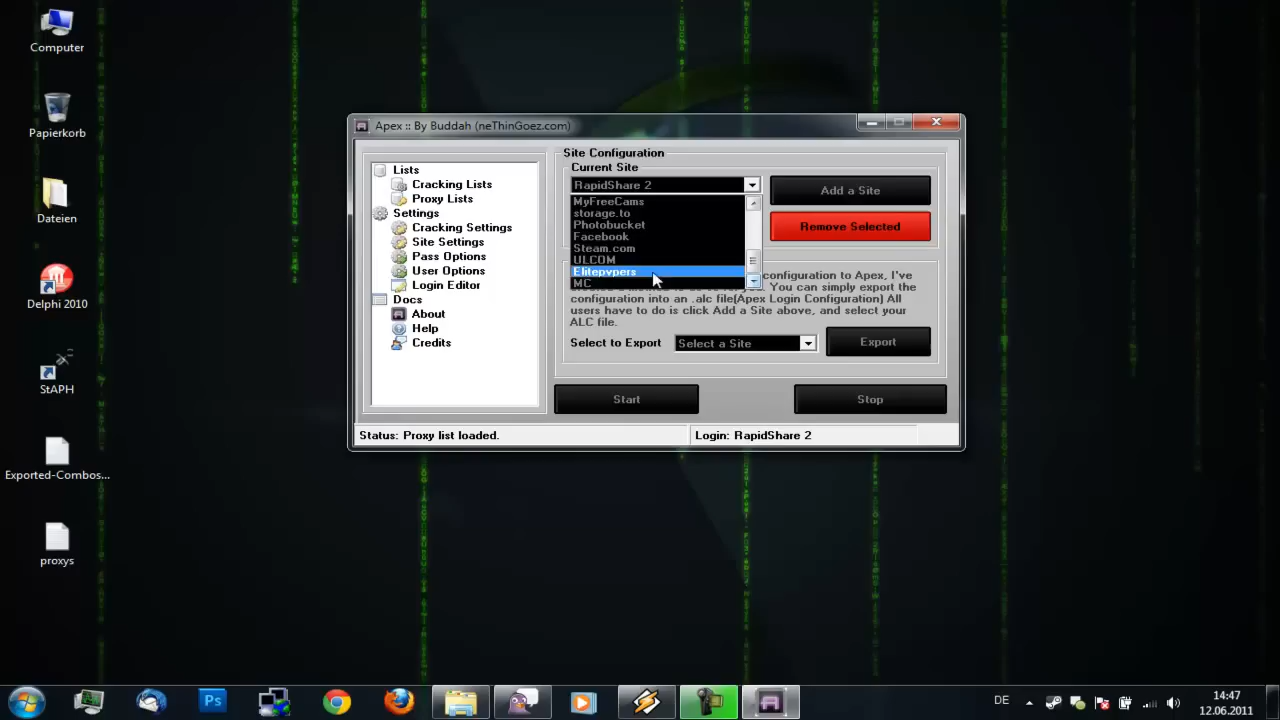 Computer
Papierkorb
Dateien
Delphi 2010
StAPH
Exported-Combos...
proxys
Apex :: By Buddah (neThinGoez.com)
Lists
Cracking Lists
Proxy Lists
Settings
Cracking Settings
Site Settings
Pass Options
User Options
Login Editor
Docs
About
Help
Credits
Site Configuration
Current Site
RapidShare 2
Add a Site
MyFreeCams
storage.to
Photobucket
Facebook
Steam.com
ULCOM
Elitepvpers
MC
Remove Selected
configuration to Apex, I've
you. You can simply export the
configuration into an .alc file(Apex Login Configuration) All
users have to do is click Add a Site above, and select your
ALC file.
Select to Export
Select a Site
Export
Start
Stop
Status: Proxy list loaded.
Login: RapidShare 2
Ps
DE
14:47
12.06.2011